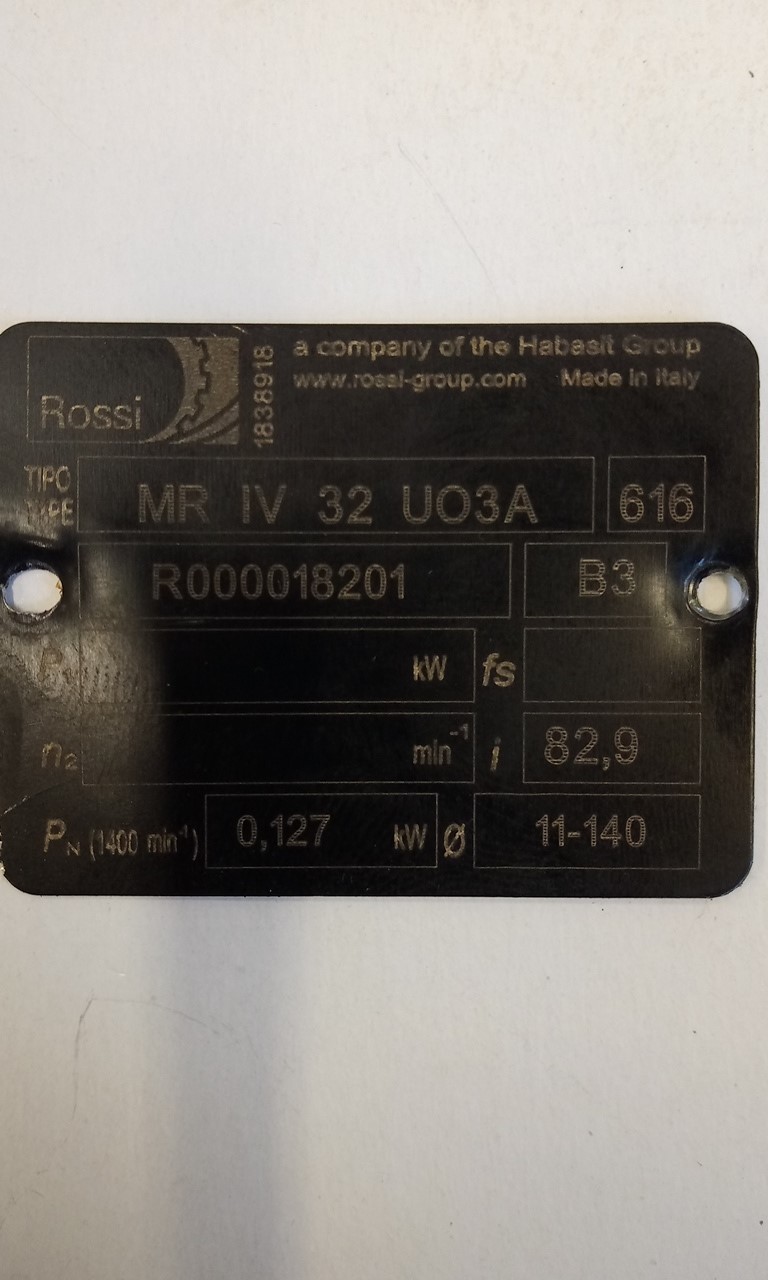 Rossi
1838918
a company of the Habasit Group
www.rossi-group.com Made in Italy
TIPO
TYPE
MR IV 32 UO3A 616
R000018201 B3
P₁ kW fs
n₂ min⁻¹ i 82,9
P_N (1400 min⁻¹) 0,127 kW Ø 11-140